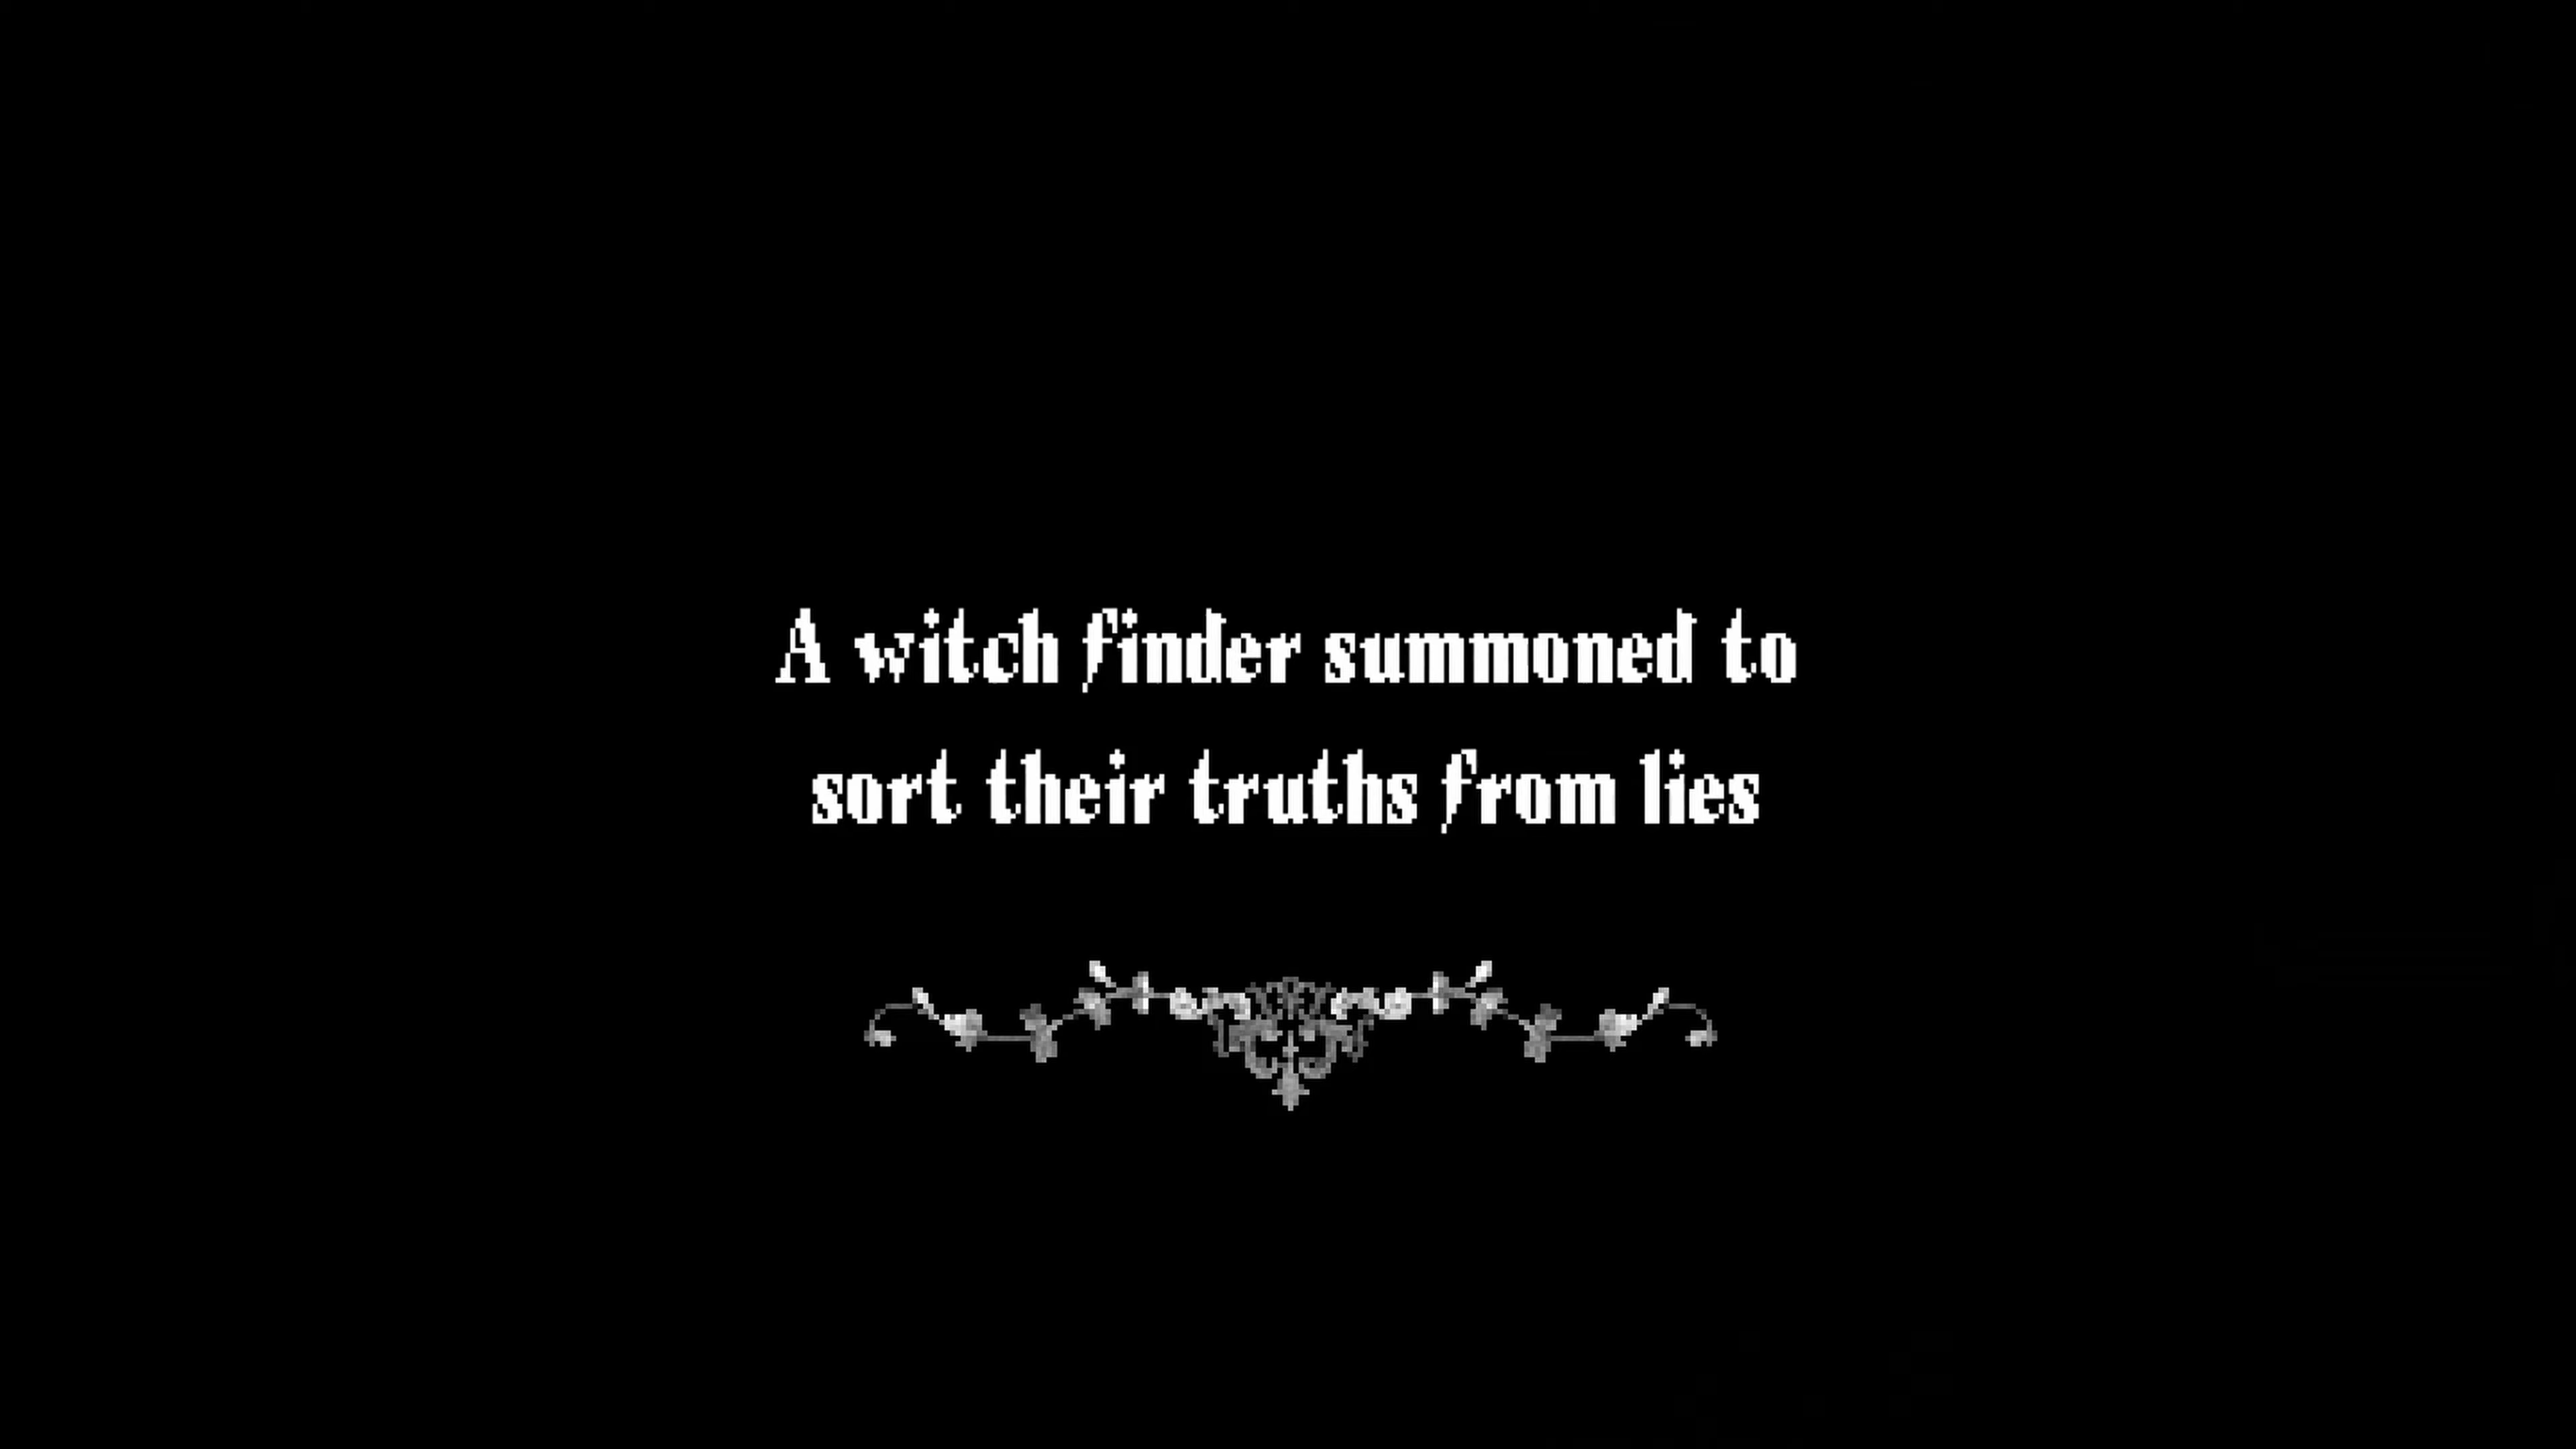 A witch finder summoned to
sort their truths from lies